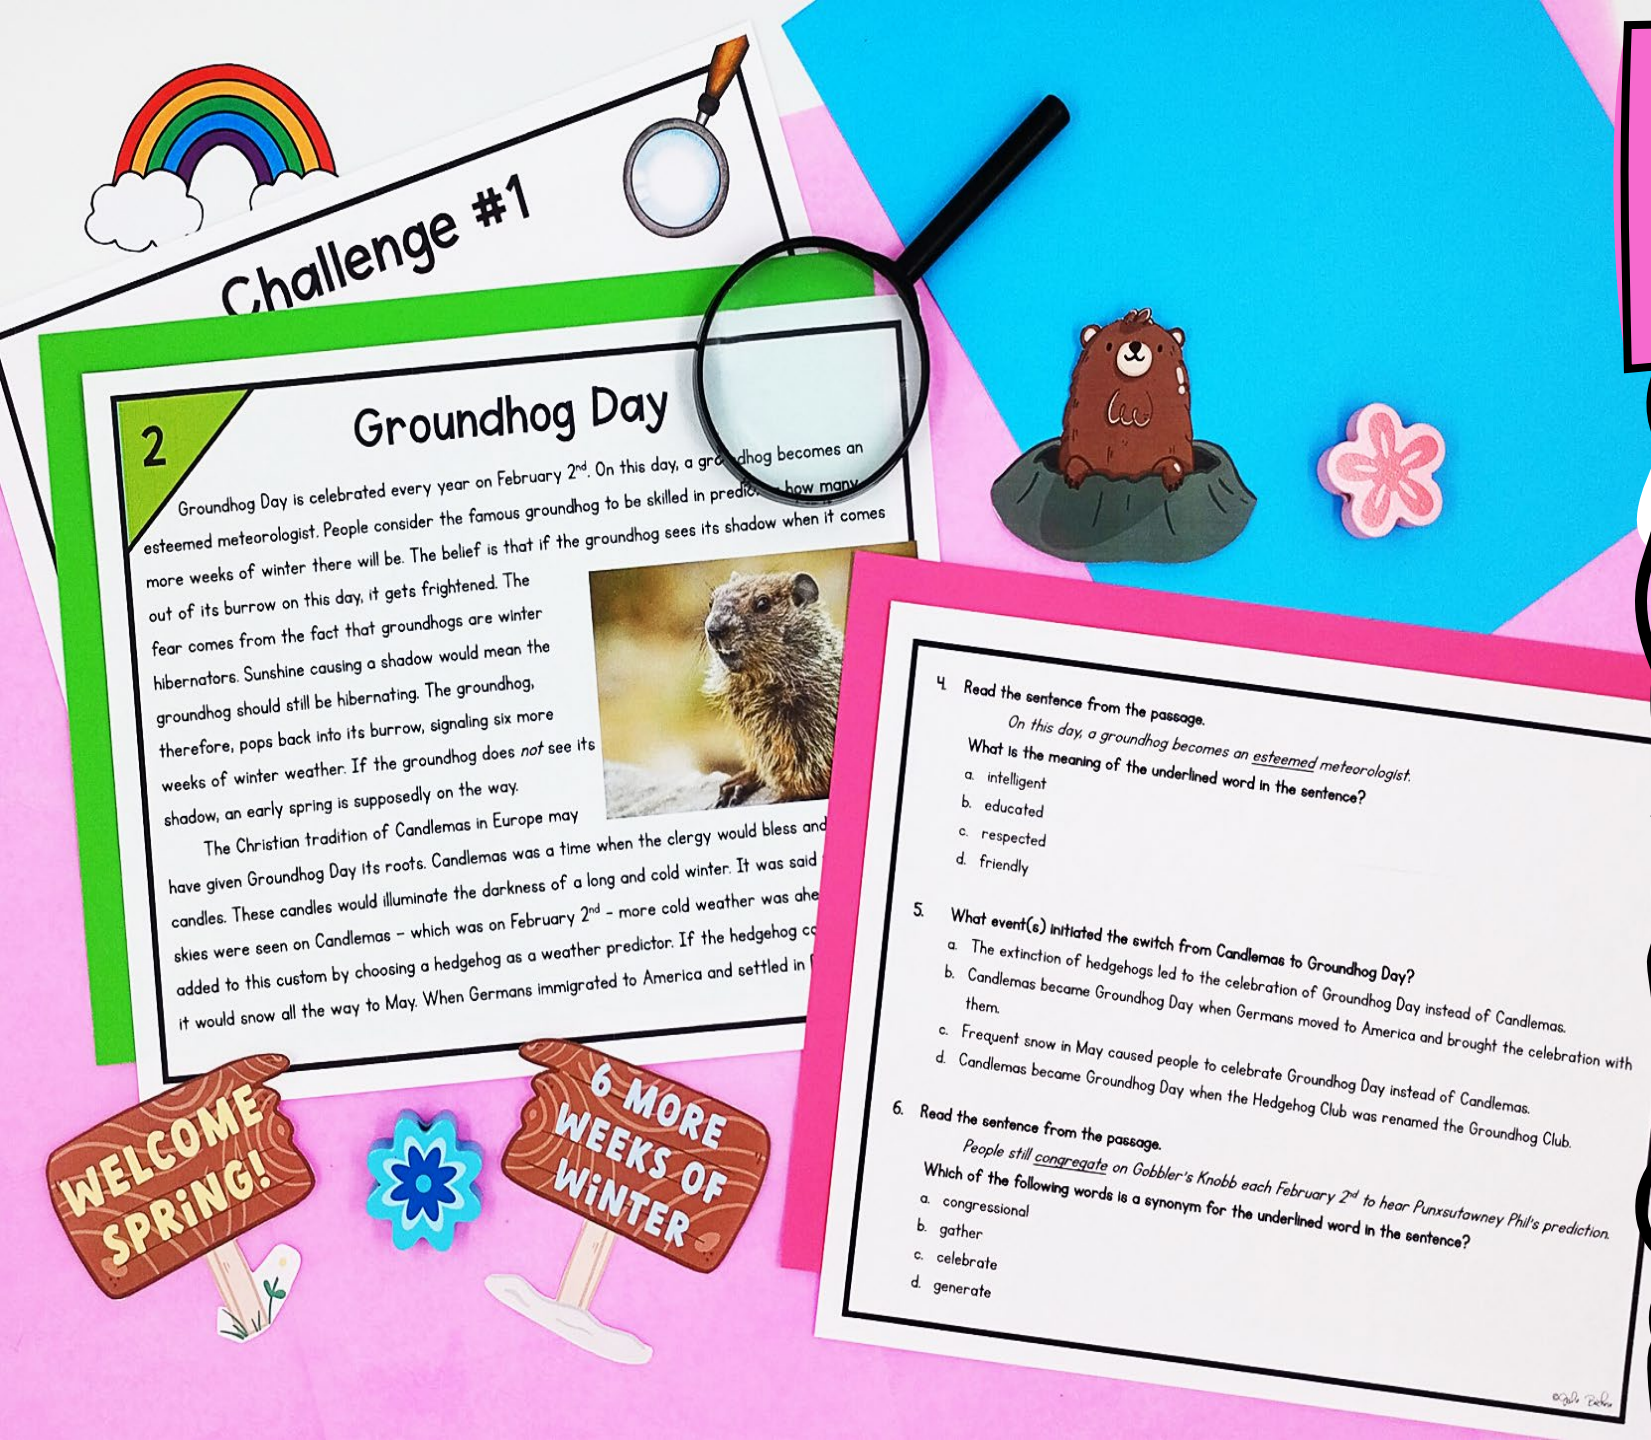 Challenge #1
2
Groundhog Day
Groundhog Day is celebrated every year on February 2nd. On this day, a groundhog becomes an
esteemed meteorologist. People consider the famous groundhog to be skilled in how many
more weeks of winter there will be. The belief is that if the groundhog sees its shadow when it comes
out of its burrow on this day, it gets frightened. The
fear comes from the fact that groundhogs are winter
hibernators. Sunshine causing a shadow would mean the
groundhog should still be hibernating. The groundhog,
therefore, pops back into its burrow, signaling six more
weeks of winter weather. If the groundhog does not see its
shadow, an early spring is supposedly on the way.
The Christian tradition of Candlemas in Europe may
have given Groundhog Day its roots. Candlemas was a time when the clergy would bless and
candles. These candles would illuminate the darkness of a long and cold winter. It was said
skies were seen on Candlemas – which was on February 2nd – more cold weather was
added to this custom by choosing a hedgehog as a weather predictor. If the hedgehog
it would snow all the way to May. When Germans immigrated to America and settled in
WELCOME
SPRiNG!
6 MORE
WEEKS OF
WiNTER
4. Read the sentence from the passage.
On this day, a groundhog becomes an esteemed meteorologist.
What is the meaning of the underlined word in the sentence?
a. intelligent
b. educated
c. respected
d. friendly
5. What event(s) initiated the switch from Candlemas to Groundhog Day?
a. The extinction of hedgehogs led to the celebration of Groundhog Day instead of Candlemas.
b. Candlemas became Groundhog Day when Germans moved to America and brought the celebration with
them.
c. Frequent snow in May caused people to celebrate Groundhog Day instead of Candlemas.
d. Candlemas became Groundhog Day when the Hedgehog Club was renamed the Groundhog Club.
6. Read the sentence from the passage.
People still congregate on Gobbler's Knobb each February 2nd to hear Punxsutawney Phil's prediction.
Which of the following words is a synonym for the underlined word in the sentence?
a. congressional
b. gather
c. celebrate
d. generate